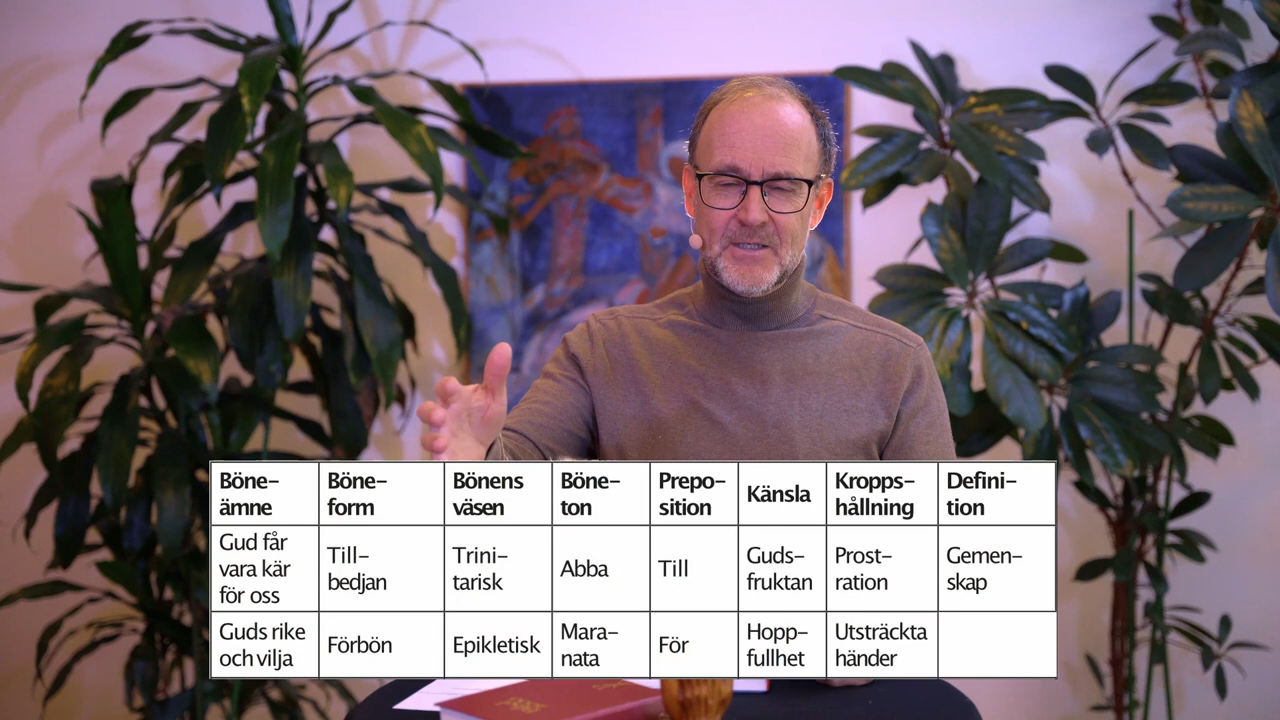 Böne-
ämne
Böne-
form
Bönens
väsen
Böne-
ton
Prepo-
sition
Känsla
Kropps-
hållning
Defini-
tion
Gud får
vara kär
för oss
Till-
bedjan
Trini-
tarisk
Abba
Till
Guds-
fruktan
Prost-
ration
Gemen-
skap
Guds rike
och vilja
Förbön
Epikletisk
Mara-
nata
För
Hopp-
fullhet
Utsträckta
händer